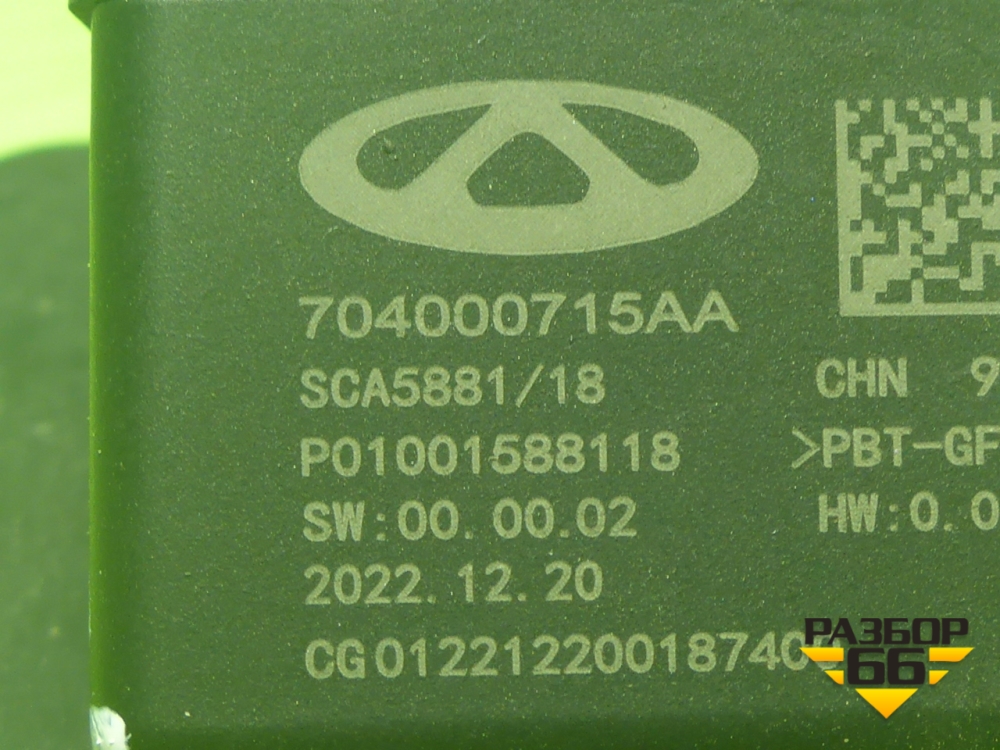 704000715AA
SCA5881/18
CHN 9
P01001588118
>PBT-GF
SW:00.00.02
HW:0.0
2022.12.20
CG01221220018740
РАЗБОР
66